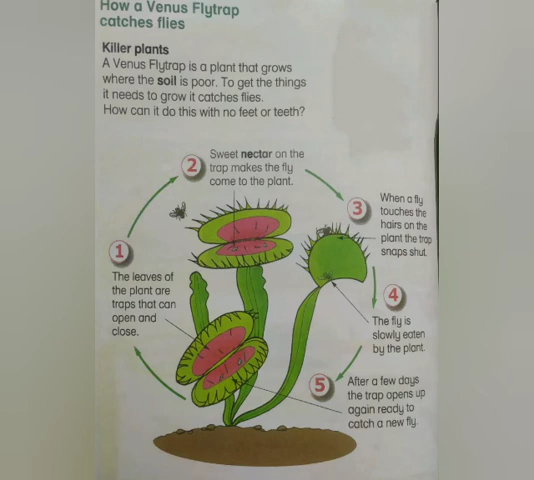 How a Venus Flytrap
catches flies
Killer plants
A Venus Flytrap is a plant that grows
where the soil is poor. To get the things
it needs to grow it catches flies.
How can it do this with no feet or teeth?
1
The leaves of
the plant are
traps that can
open and
close.
2
Sweet nectar on the
trap makes the fly
come to the plant.
3
When a fly
touches the
hairs on the
plant the trap
snaps shut.
4
The fly is
slowly eaten
by the plant.
5
After a few days
the trap opens up
again ready to
catch a new fly.